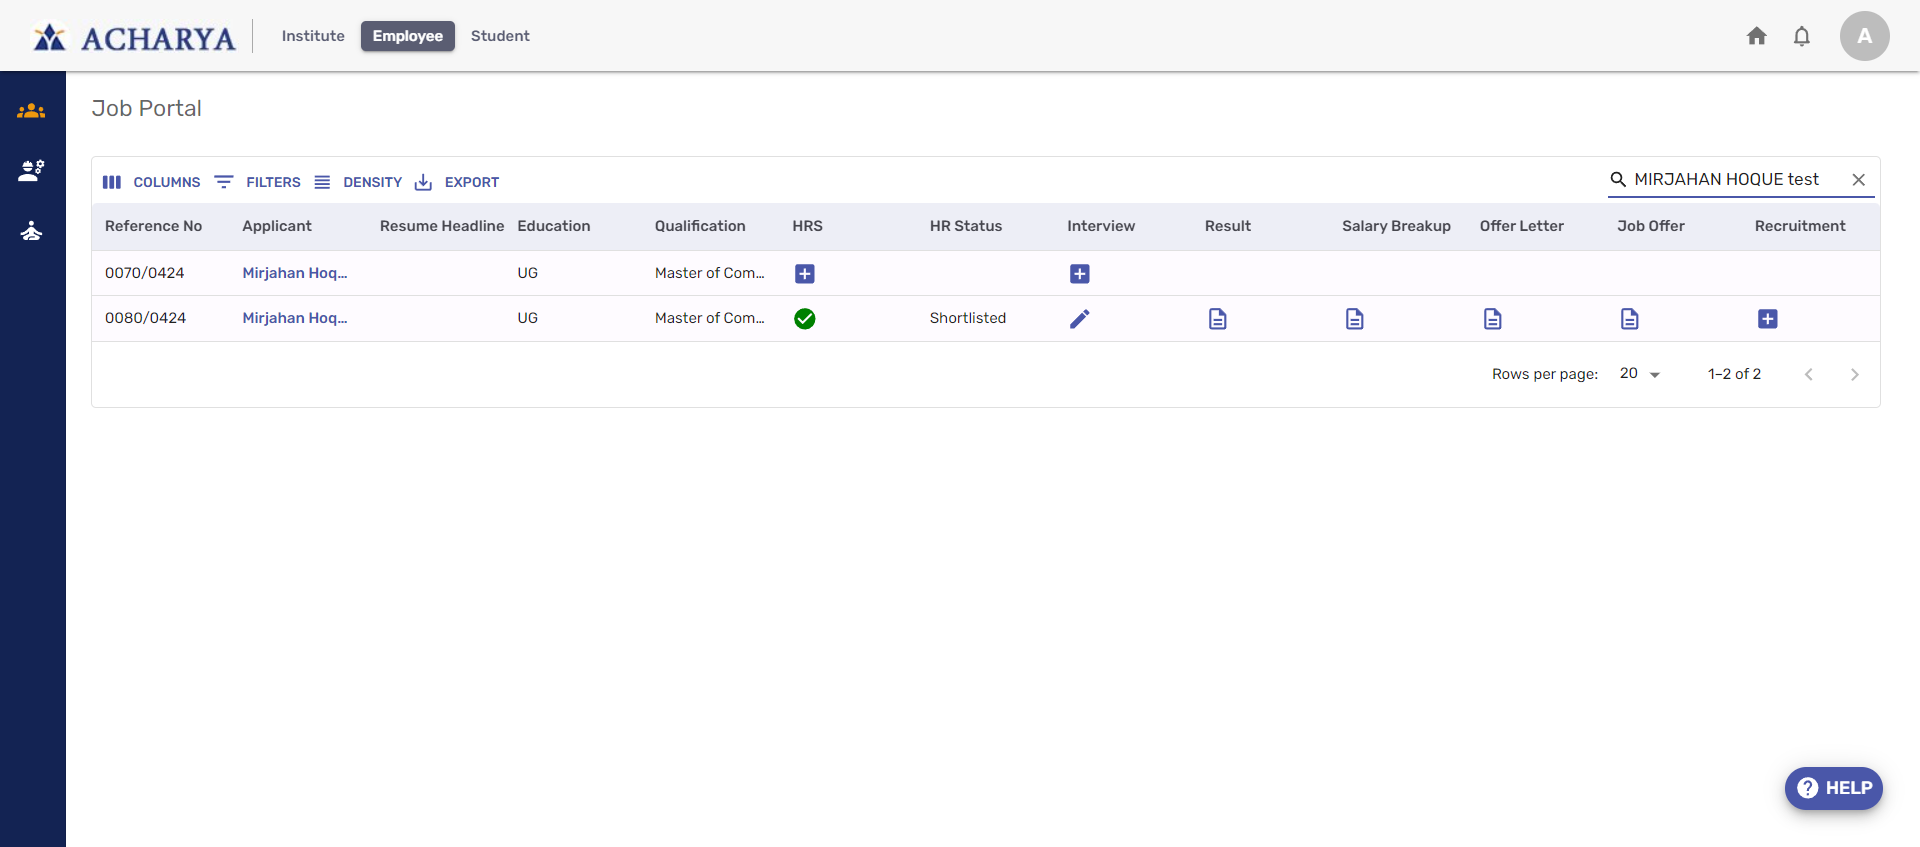 ACHARYA
Institute
Employee
Student
A
Job Portal
COLUMNS
FILTERS
DENSITY
EXPORT
MIRJAHAN HOQUE test
Reference No Applicant Resume Headline Education Qualification HRS HR Status Interview Result Salary Breakup Offer Letter Job Offer Recruitment
0070/0424 Mirjahan Hoq... UG Master of Com...
0080/0424 Mirjahan Hoq... UG Master of Com... Shortlisted
Rows per page: 20 1–2 of 2
HELP